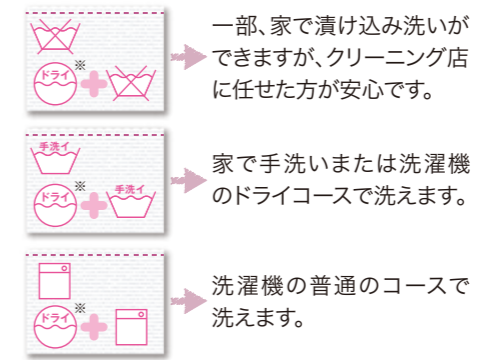 一部、家で漬け込み洗いが
できますが、クリーニング店
に任せた方が安心です。
ドライ
※
手洗イ
ドライ
※
手洗イ
家で手洗いまたは洗濯機
のドライコースで洗えます。
ドライ
※
洗濯機の普通のコースで
洗えます。